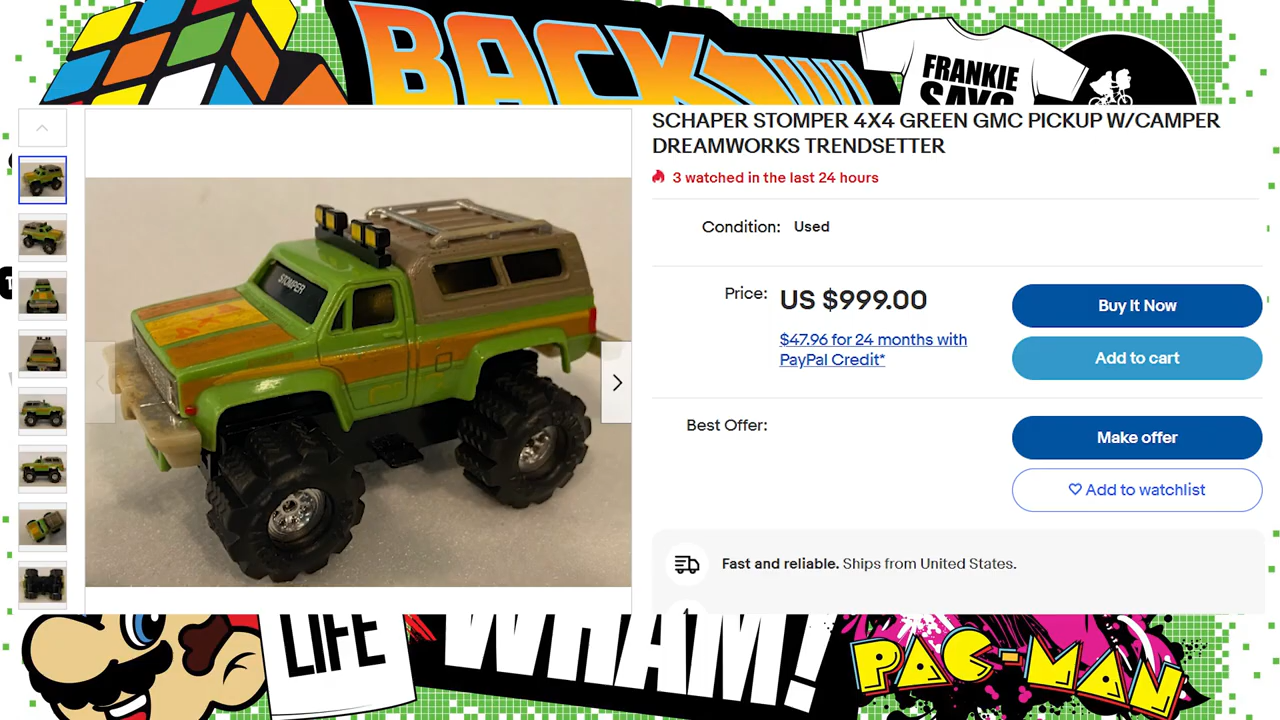 BACK
FRANKIE
SAYS
SCHAPER STOMPER 4X4 GREEN GMC PICKUP W/CAMPER
DREAMWORKS TRENDSETTER
3 watched in the last 24 hours
Condition: Used
Price: US $999.00
Buy It Now
$47.96 for 24 months with
PayPal Credit*
Add to cart
Best Offer:
Make offer
Add to watchlist
STOMPER
4X4
Fast and reliable. Ships from United States.
LIFE
WHAM!
PAC-MAN